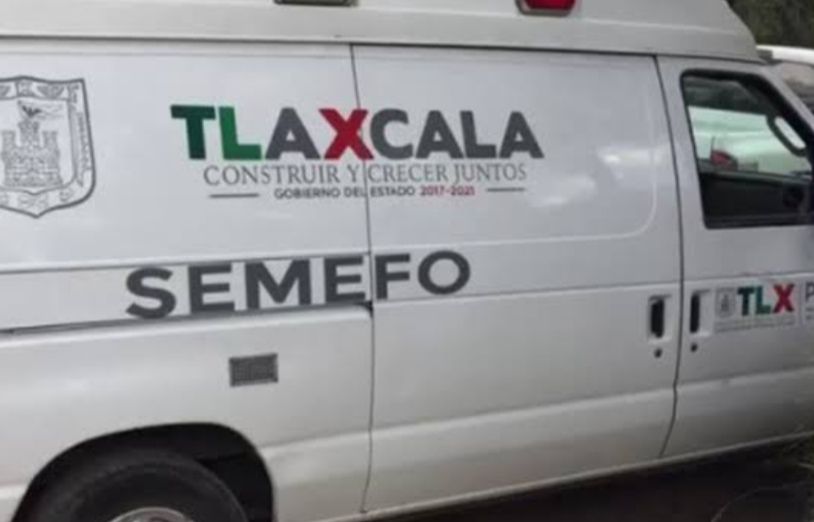 TLAXCALA
CONSTRUIR Y CRECER JUNTOS
GOBIERNO DEL ESTADO 2017-2021
SEMEFO
TLX